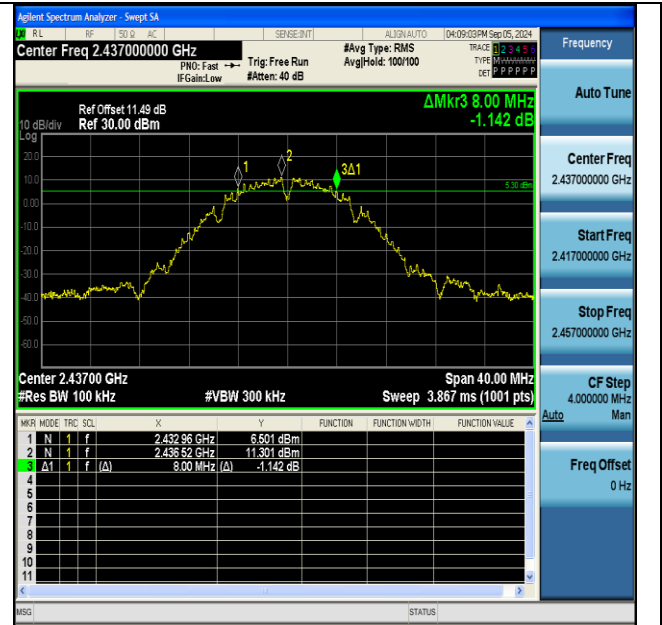 Agilent Spectrum Analyzer - Swept SA
LXI RL RF 50 Ω AC SENSE:INT ALIGN AUTO 04:09:03 PM Sep 05, 2024
Center Freq 2.437000000 GHz
#Avg Type: RMS
TRACE 1 2 3 4 5 6
PNO: Fast
Trig: Free Run
Avg|Hold: 100/100
TYPE
IFGain:Low
#Atten: 40 dB
DET P P P P P P
Frequency
Auto Tune
Center Freq
2.437000000 GHz
Start Freq
2.417000000 GHz
Stop Freq
2.457000000 GHz
CF Step
4.000000 MHz
Auto Man
Freq Offset
0 Hz
ΔMkr3 8.00 MHz
-1.142 dB
Ref Offset 11.49 dB
10 dB/div Ref 30.00 dBm
Log
20.0
10.0
0.00
-10.0
-20.0
-30.0
-40.0
-50.0
-60.0
1
2
3Δ1
5.30 dBm
Center 2.43700 GHz Span 40.00 MHz
#Res BW 100 kHz #VBW 300 kHz Sweep 3.867 ms (1001 pts)
MKR MODE TRC SCL X Y FUNCTION FUNCTION WIDTH FUNCTION VALUE
1 N 1 f 2.432 96 GHz 6.501 dBm
2 N 1 f 2.436 52 GHz 11.301 dBm
3 Δ1 1 f (Δ) 8.00 MHz (Δ) -1.142 dB
4
5
6
7
8
9
10
11
MSG STATUS